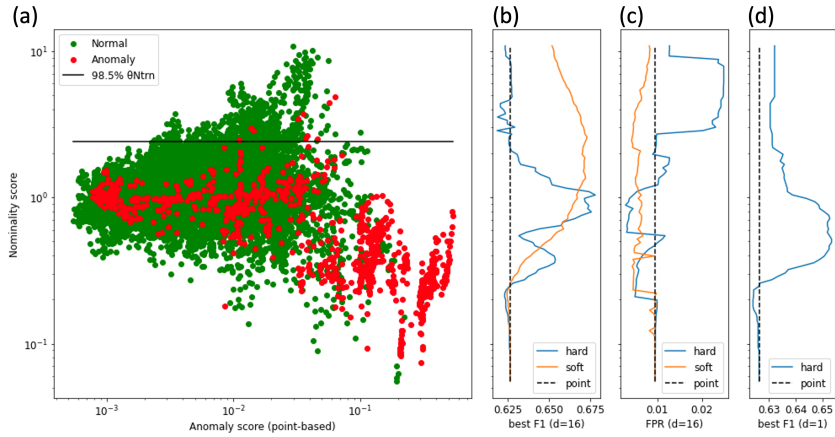 (a)
Normal
Anomaly
98.5% θNtrn
10¹
10⁰
10⁻¹
Nominality score
10⁻³
10⁻²
10⁻¹
Anomaly score (point-based)
(b)
hard
soft
point
0.625
0.650
0.675
best F1 (d=16)
(c)
hard
soft
point
0.01
0.02
FPR (d=16)
(d)
hard
point
0.63
0.64
0.65
best F1 (d=1)